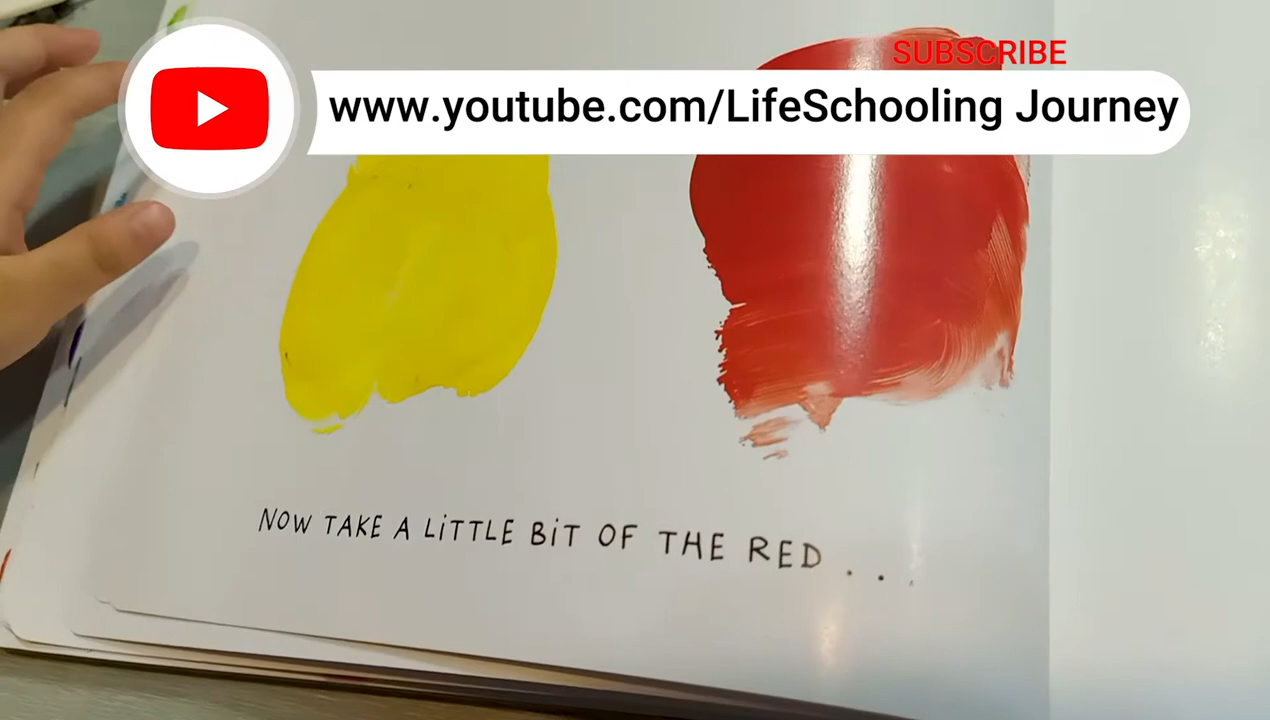 SUBSCRIBE
www.youtube.com/LifeSchooling Journey
NOW TAKE A LiTTLE BiT OF THE RED . . .